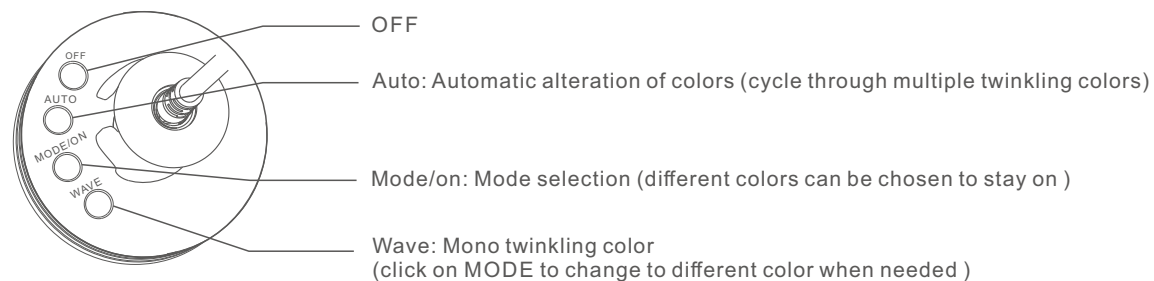 OFF
AUTO
MODE/ON
WAVE
OFF
Auto: Automatic alteration of colors (cycle through multiple twinkling colors)
Mode/on: Mode selection (different colors can be chosen to stay on )
Wave: Mono twinkling color
(click on MODE to change to different color when needed )